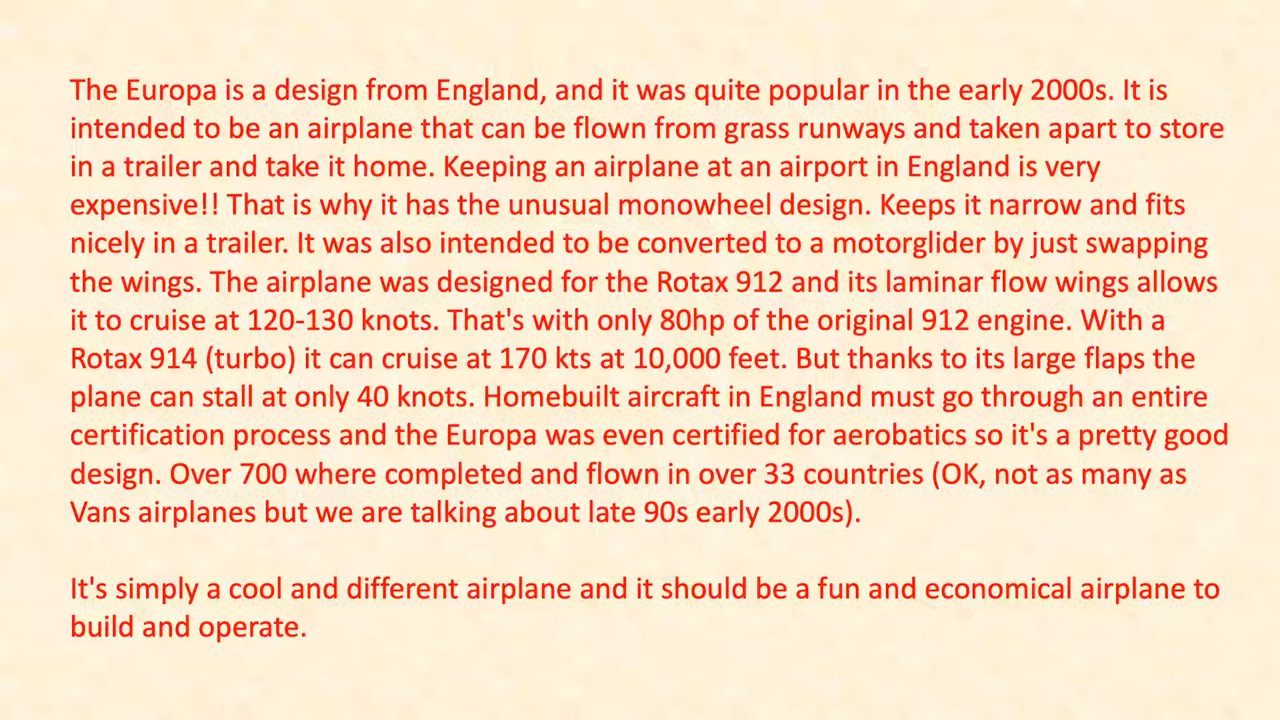 The Europa is a design from England, and it was quite popular in the early 2000s. It is
intended to be an airplane that can be flown from grass runways and taken apart to store
in a trailer and take it home. Keeping an airplane at an airport in England is very
expensive!! That is why it has the unusual monowheel design. Keeps it narrow and fits
nicely in a trailer. It was also intended to be converted to a motorglider by just swapping
the wings. The airplane was designed for the Rotax 912 and its laminar flow wings allows
it to cruise at 120-130 knots. That's with only 80hp of the original 912 engine. With a
Rotax 914 (turbo) it can cruise at 170 kts at 10,000 feet. But thanks to its large flaps the
plane can stall at only 40 knots. Homebuilt aircraft in England must go through an entire
certification process and the Europa was even certified for aerobatics so it's a pretty good
design. Over 700 where completed and flown in over 33 countries (OK, not as many as
Vans airplanes but we are talking about late 90s early 2000s).
It's simply a cool and different airplane and it should be a fun and economical airplane to
build and operate.